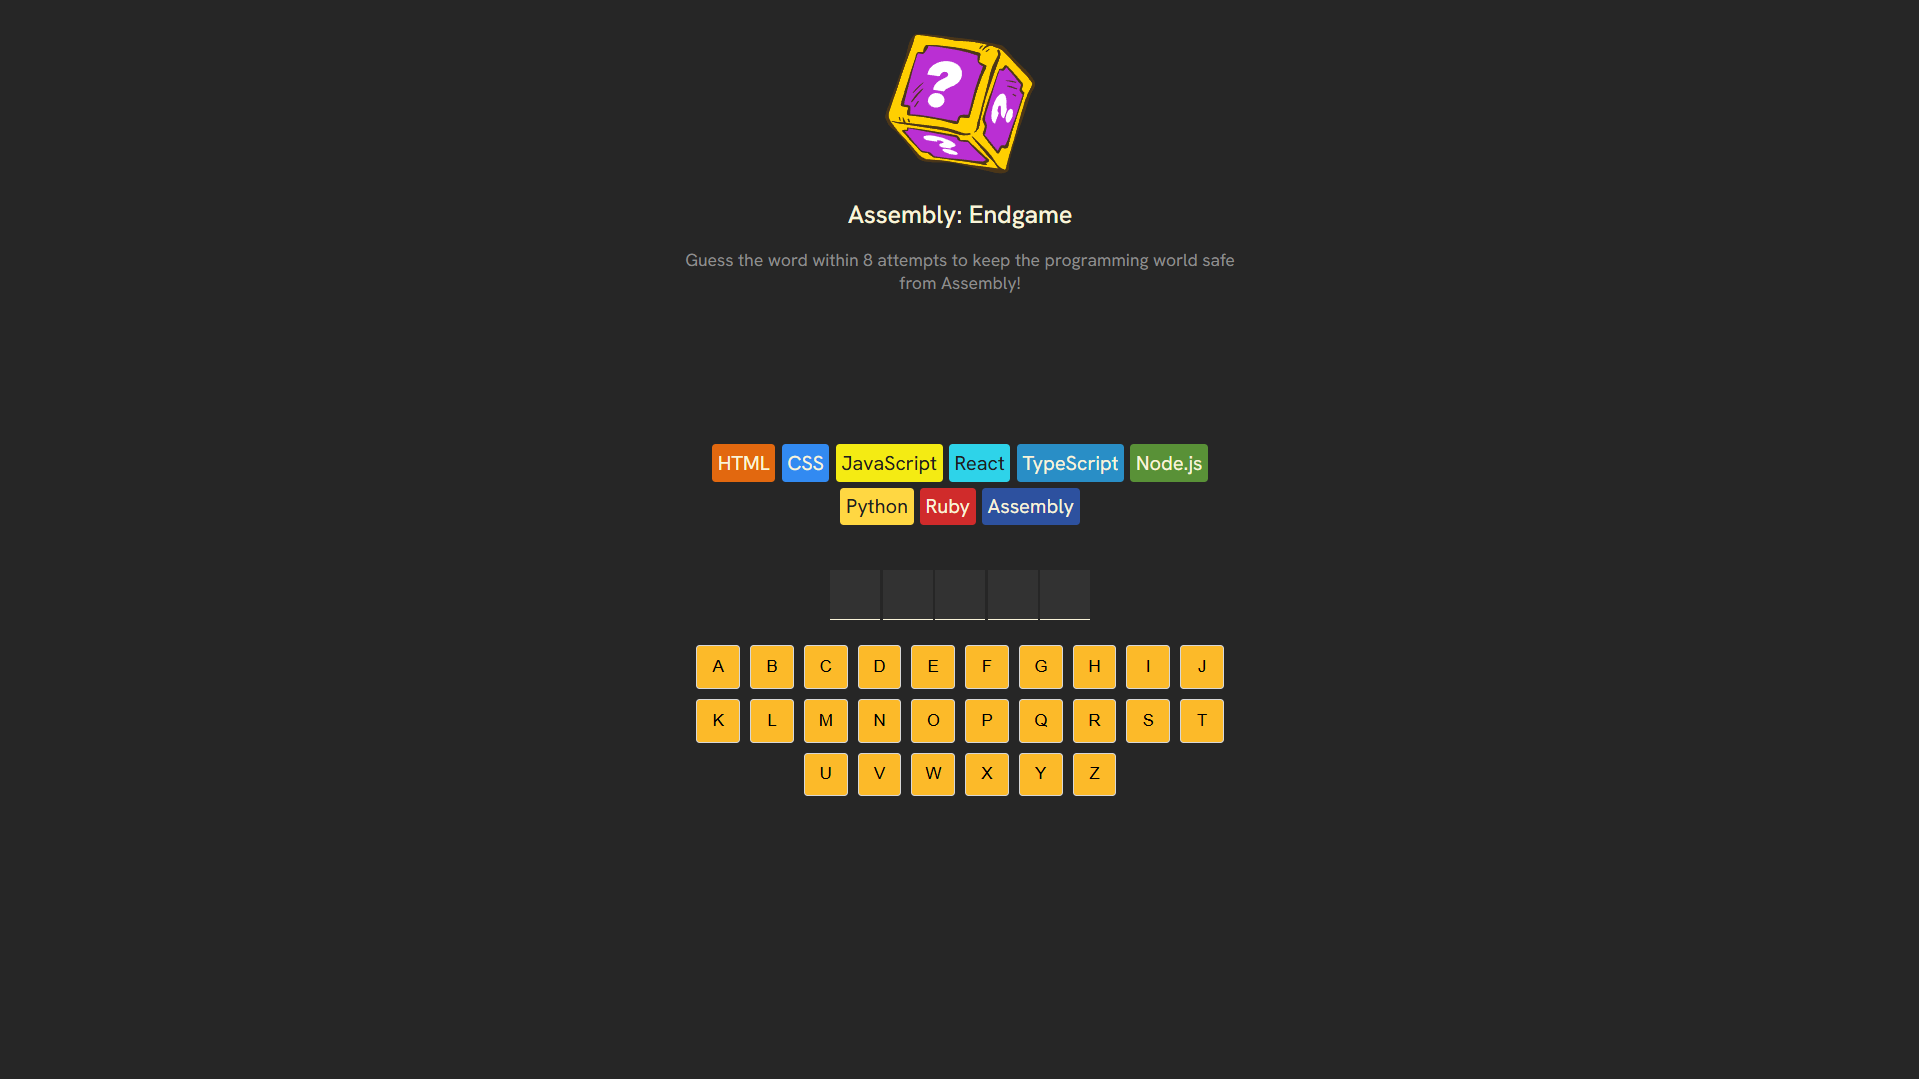 ?
? ?
Assembly: Endgame
Guess the word within 8 attempts to keep the programming world safe
from Assembly!
HTML CSS JavaScript React TypeScript Node.js
Python Ruby Assembly
A B C D E F G H I J
K L M N O P Q R S T
U V W X Y Z